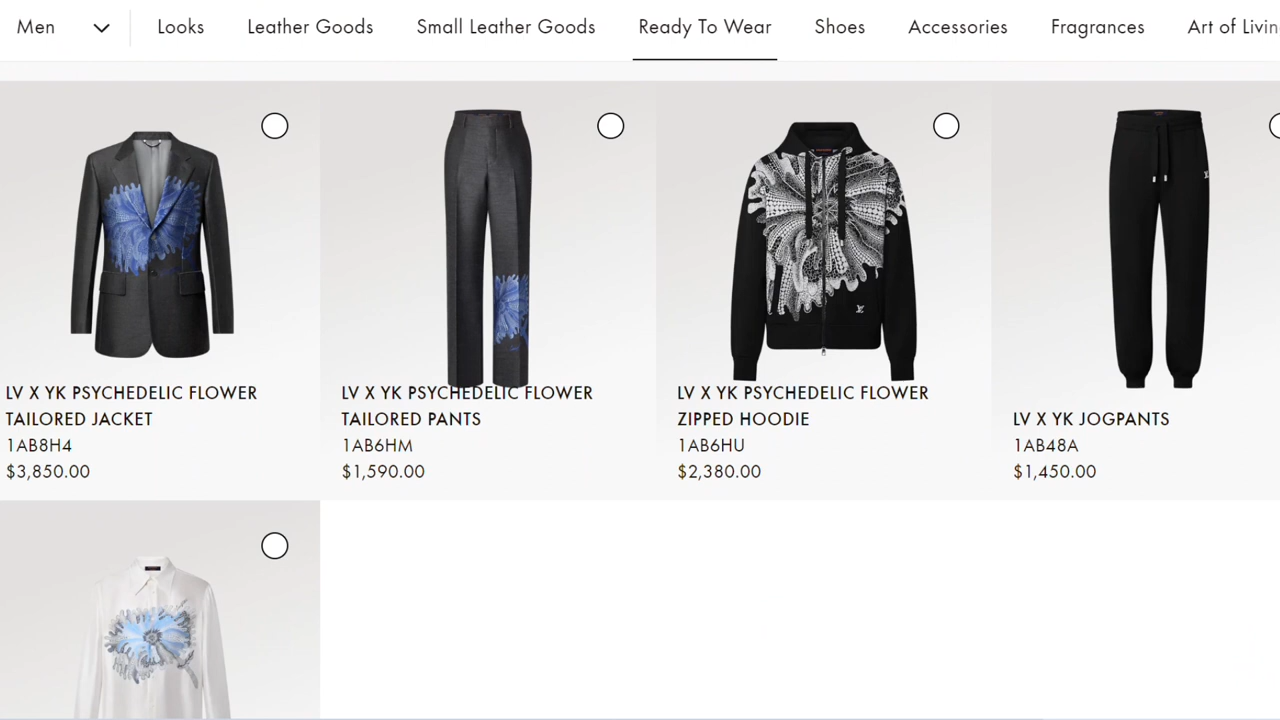 Men
Looks
Leather Goods
Small Leather Goods
Ready To Wear
Shoes
Accessories
Fragrances
Art of Livin
LV X YK PSYCHEDELIC FLOWER
TAILORED JACKET
1AB8H4
$3,850.00
LV X YK PSYCHEDELIC FLOWER
TAILORED PANTS
1AB6HM
$1,590.00
LV X YK PSYCHEDELIC FLOWER
ZIPPED HOODIE
1AB6HU
$2,380.00
LV X YK JOGPANTS
1AB48A
$1,450.00